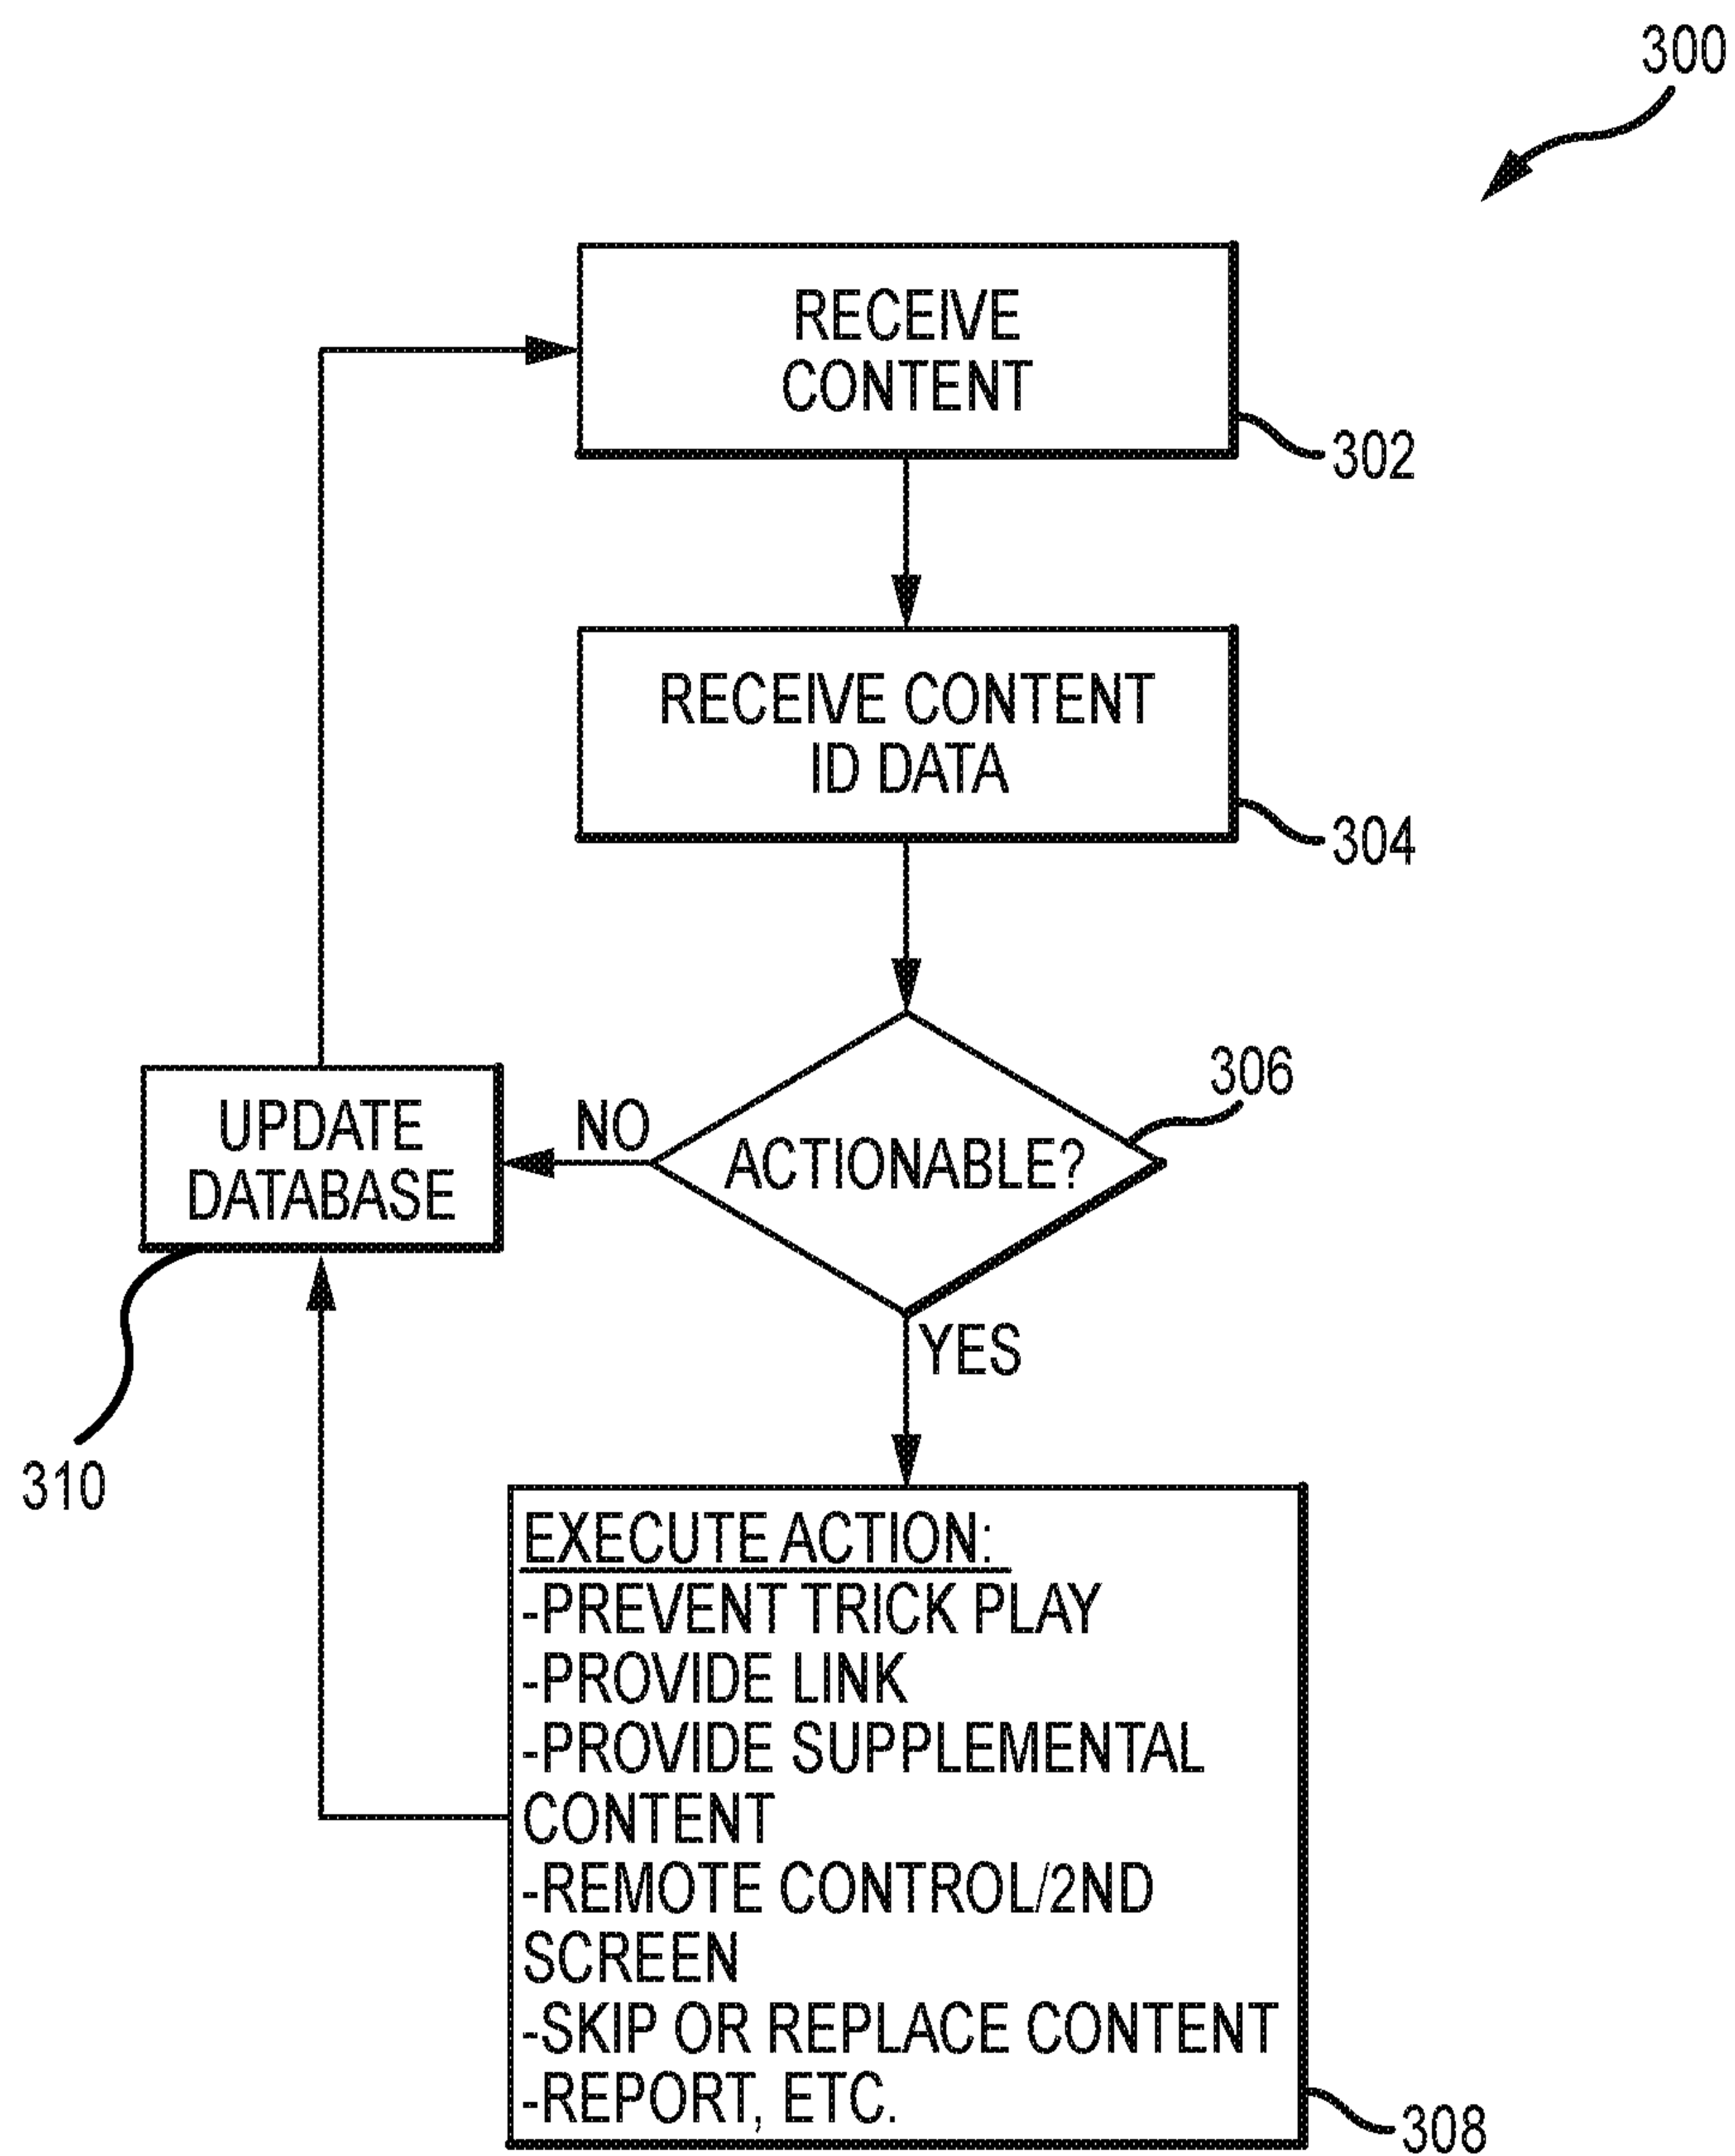 300
RECEIVE
CONTENT
302
RECEIVE CONTENT
ID DATA
304
306
ACTIONABLE?
NO
UPDATE
DATABASE
310
YES
EXECUTE ACTION:
-PREVENT TRICK PLAY
-PROVIDE LINK
-PROVIDE SUPPLEMENTAL
CONTENT
-REMOTE CONTROL/2ND
SCREEN
-SKIP OR REPLACE CONTENT
-REPORT, ETC.
308